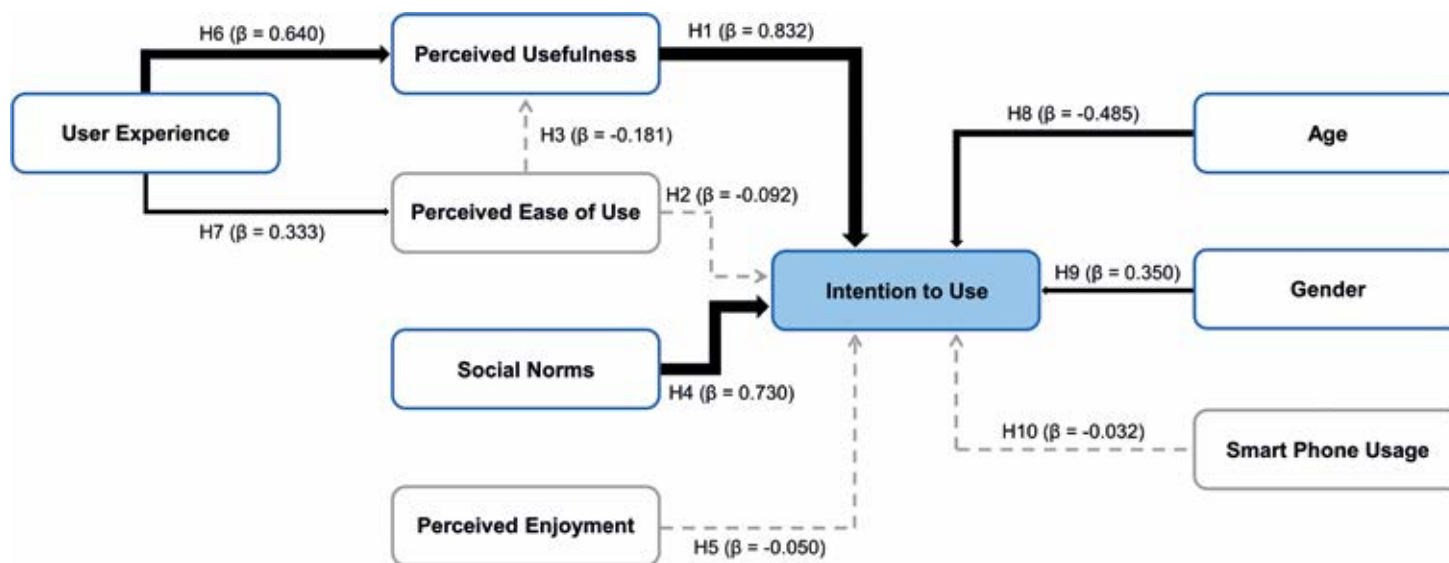 H6 (β = 0.640)
Perceived Usefulness
H1 (β = 0.832)
User Experience
H3 (β = -0.181)
H8 (β = -0.485)
Age
Perceived Ease of Use
H2 (β = -0.092)
H7 (β = 0.333)
Intention to Use
H9 (β = 0.350)
Gender
Social Norms
H4 (β = 0.730)
H10 (β = -0.032)
Smart Phone Usage
Perceived Enjoyment
H5 (β = -0.050)